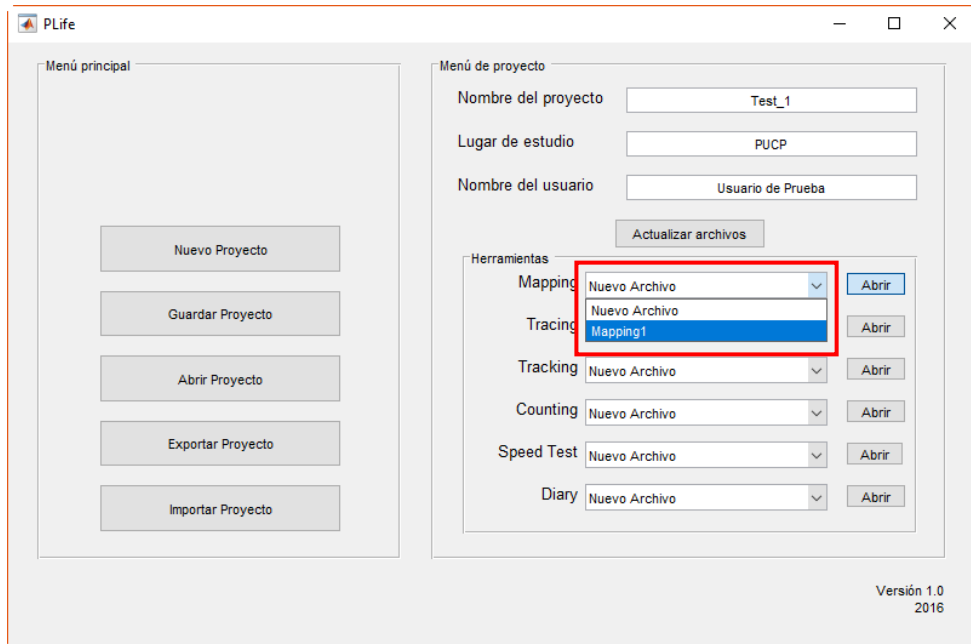 PLife
Menú principal
Nuevo Proyecto
Guardar Proyecto
Abrir Proyecto
Exportar Proyecto
Importar Proyecto
Menú de proyecto
Nombre del proyecto Test_1
Lugar de estudio PUCP
Nombre del usuario Usuario de Prueba
Actualizar archivos
Herramientas
Mapping Nuevo Archivo Abrir
Nuevo Archivo
Mapping1
Tracing Abrir
Tracking Nuevo Archivo Abrir
Counting Nuevo Archivo Abrir
Speed Test Nuevo Archivo Abrir
Diary Nuevo Archivo Abrir
Versión 1.0
2016